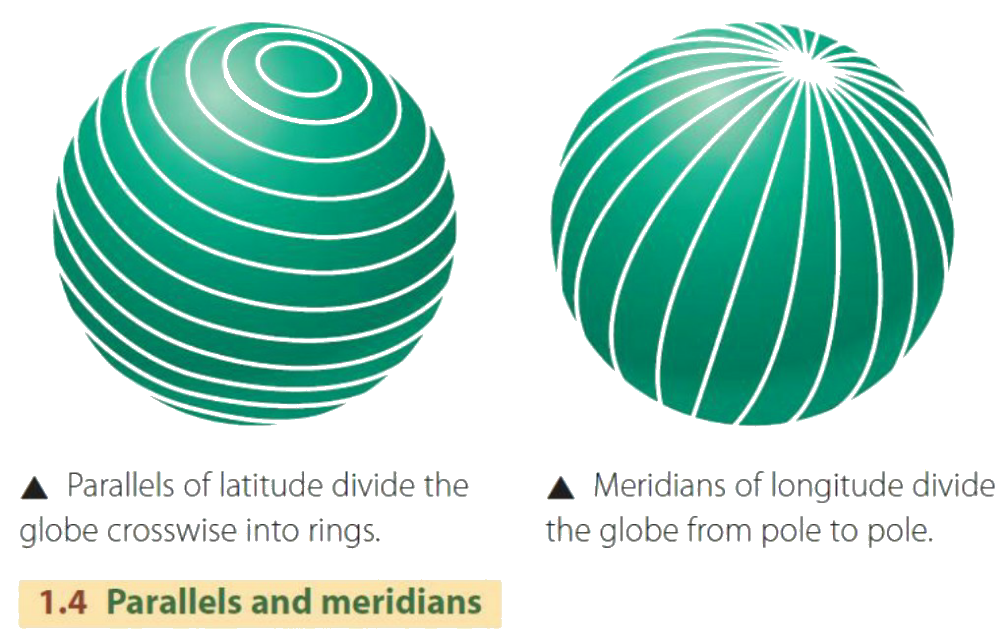 ▲ Parallels of latitude divide the
globe crosswise into rings.
▲ Meridians of longitude divide
the globe from pole to pole.
1.4 Parallels and meridians